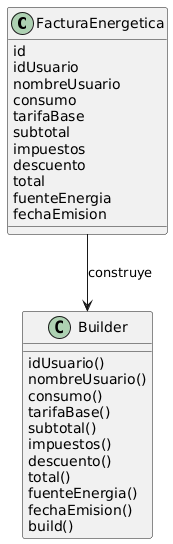 C FacturaEnergetica
id
idUsuario
nombreUsuario
consumo
tarifaBase
subtotal
impuestos
descuento
total
fuenteEnergia
fechaEmision
construye
C Builder
idUsuario()
nombreUsuario()
consumo()
tarifaBase()
subtotal()
impuestos()
descuento()
total()
fuenteEnergia()
fechaEmision()
build()